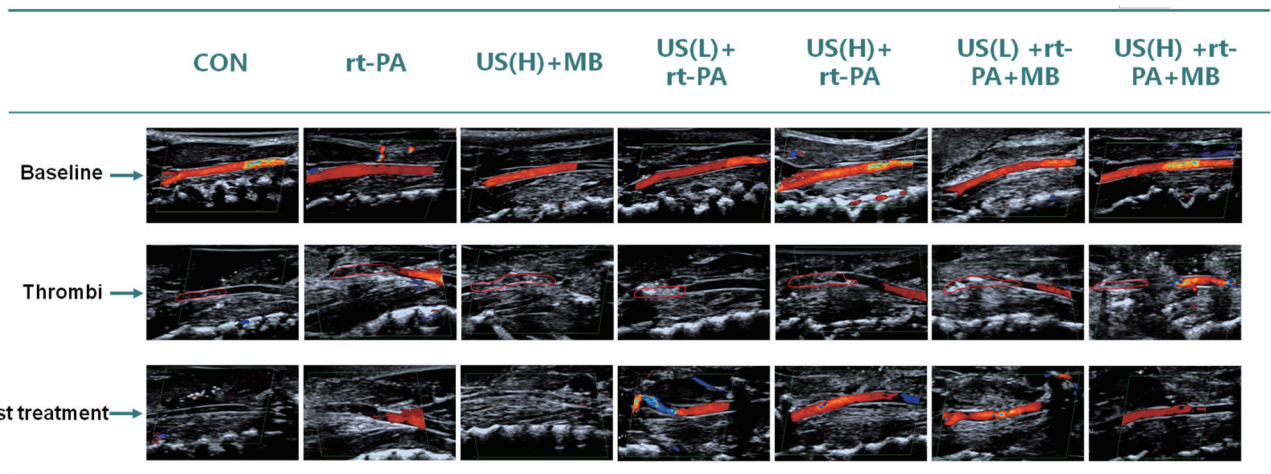 CON
rt-PA
US(H)+MB
US(L)+
rt-PA
US(H)+
rt-PA
US(L) +rt-
PA+MB
US(H) +rt-
PA+MB
Baseline
Thrombi
st treatment